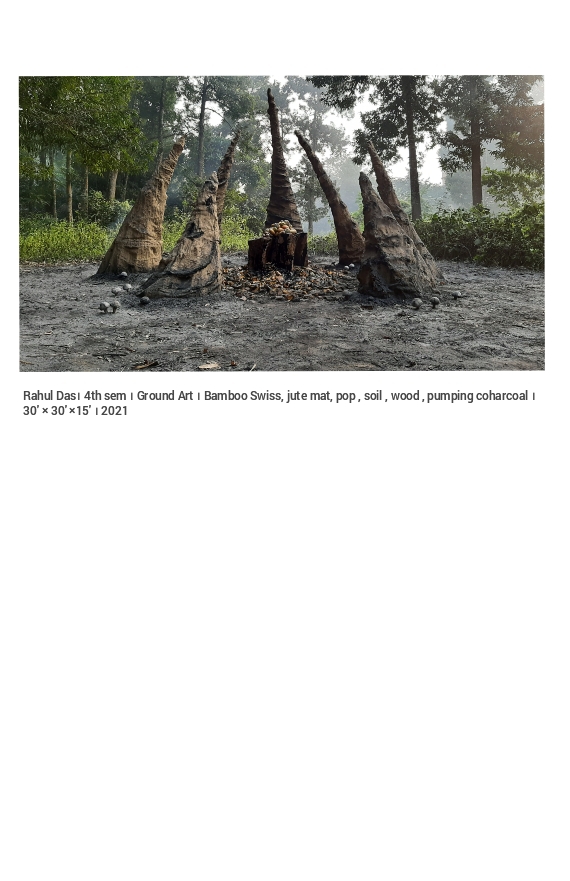 Rahul Das ı 4th sem ı Ground Art ı Bamboo Swiss, jute mat, pop , soil , wood , pumping coharcoal ı
30' × 30' ×15' ı 2021